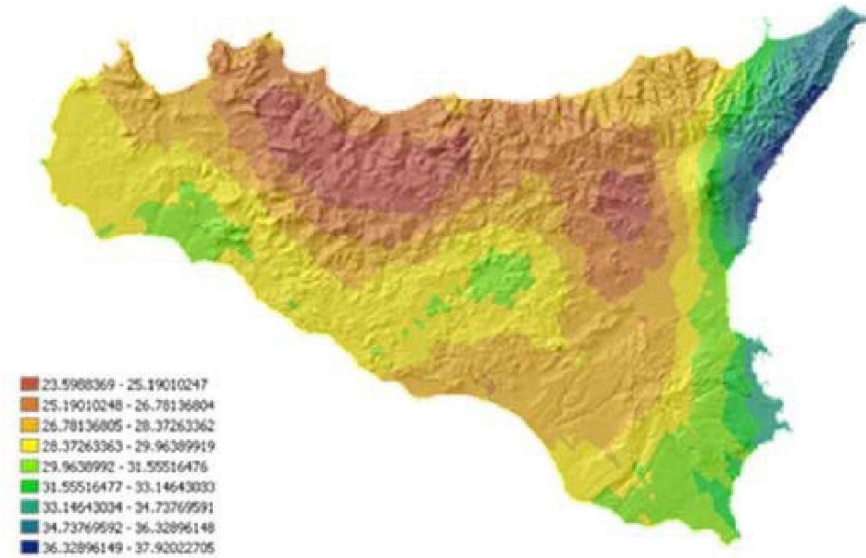 23.5988369 - 25.19010247
25.19010248 - 26.78136804
26.78136805 - 28.37263362
28.37263363 - 29.96389919
29.9638992 - 31.55516476
31.55516477 - 33.14643033
33.14643034 - 34.73769591
34.73769592 - 36.32896148
36.32896149 - 37.92022705